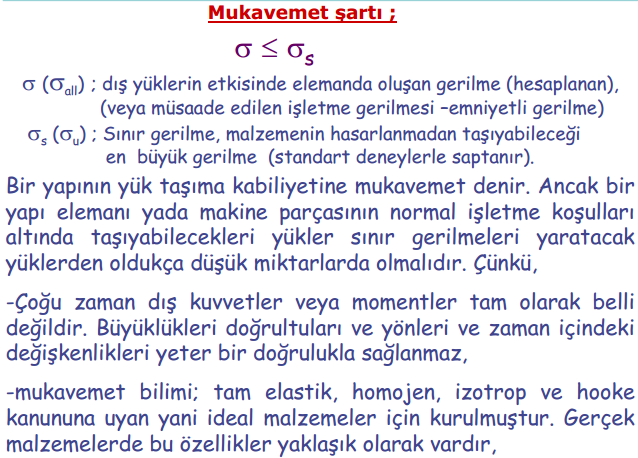 Mukavemet şartı ;
σ ≤ σs
σ (σall) ; dış yüklerin etkisinde elemanda oluşan gerilme (hesaplanan),
(veya müsaade edilen işletme gerilmesi –emniyetli gerilme)
σs (σu) ; Sınır gerilme, malzemenin hasarlanmadan taşıyabileceği
en büyük gerilme (standart deneylerle saptanır).
Bir yapının yük taşıma kabiliyetine mukavemet denir. Ancak bir
yapı elemanı yada makine parçasının normal işletme koşulları
altında taşıyabilecekleri yükler sınır gerilmeleri yaratacak
yüklerden oldukça düşük miktarlarda olmalıdır. Çünkü,
-Çoğu zaman dış kuvvetler veya momentler tam olarak belli
değildir. Büyüklükleri doğrultuları ve yönleri ve zaman içindeki
değişkenlikleri yeter bir doğrulukla sağlanmaz,
-mukavemet bilimi; tam elastik, homojen, izotrop ve hooke
kanununa uyan yani ideal malzemeler için kurulmuştur. Gerçek
malzemelerde bu özellikler yaklaşık olarak vardır,